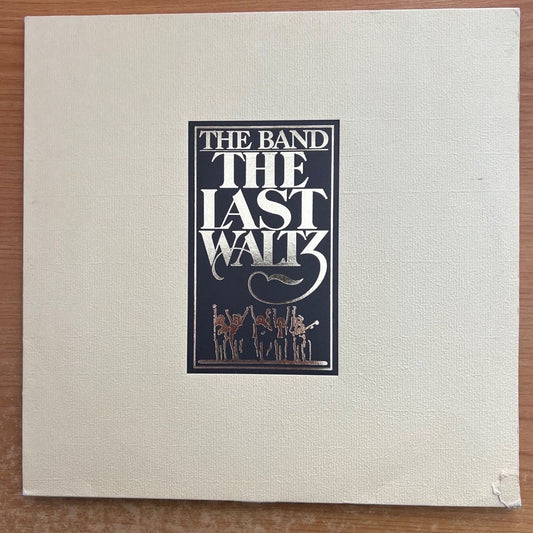 THE BAND
THE
LAST
WALTZ